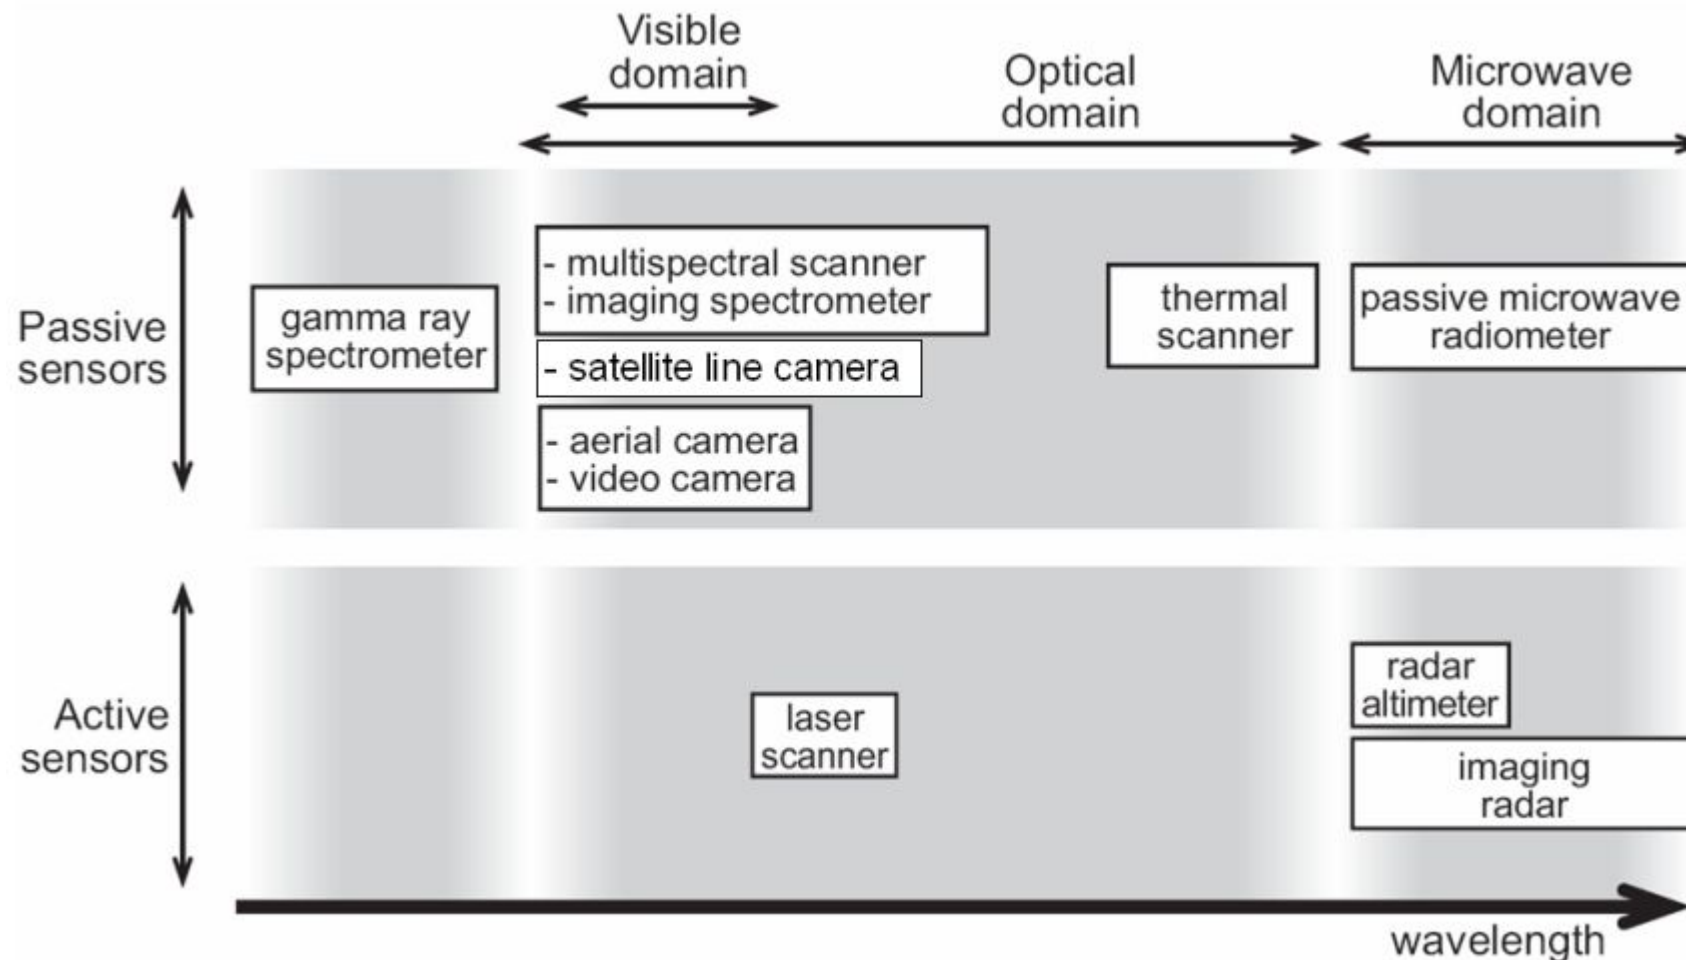 Visible
domain
Optical
domain
Microwave
domain
Passive
sensors
gamma ray
spectrometer
- multispectral scanner
- imaging spectrometer
- satellite line camera
- aerial camera
- video camera
thermal
scanner
passive microwave
radiometer
Active
sensors
laser
scanner
radar
altimeter
imaging
radar
wavelength